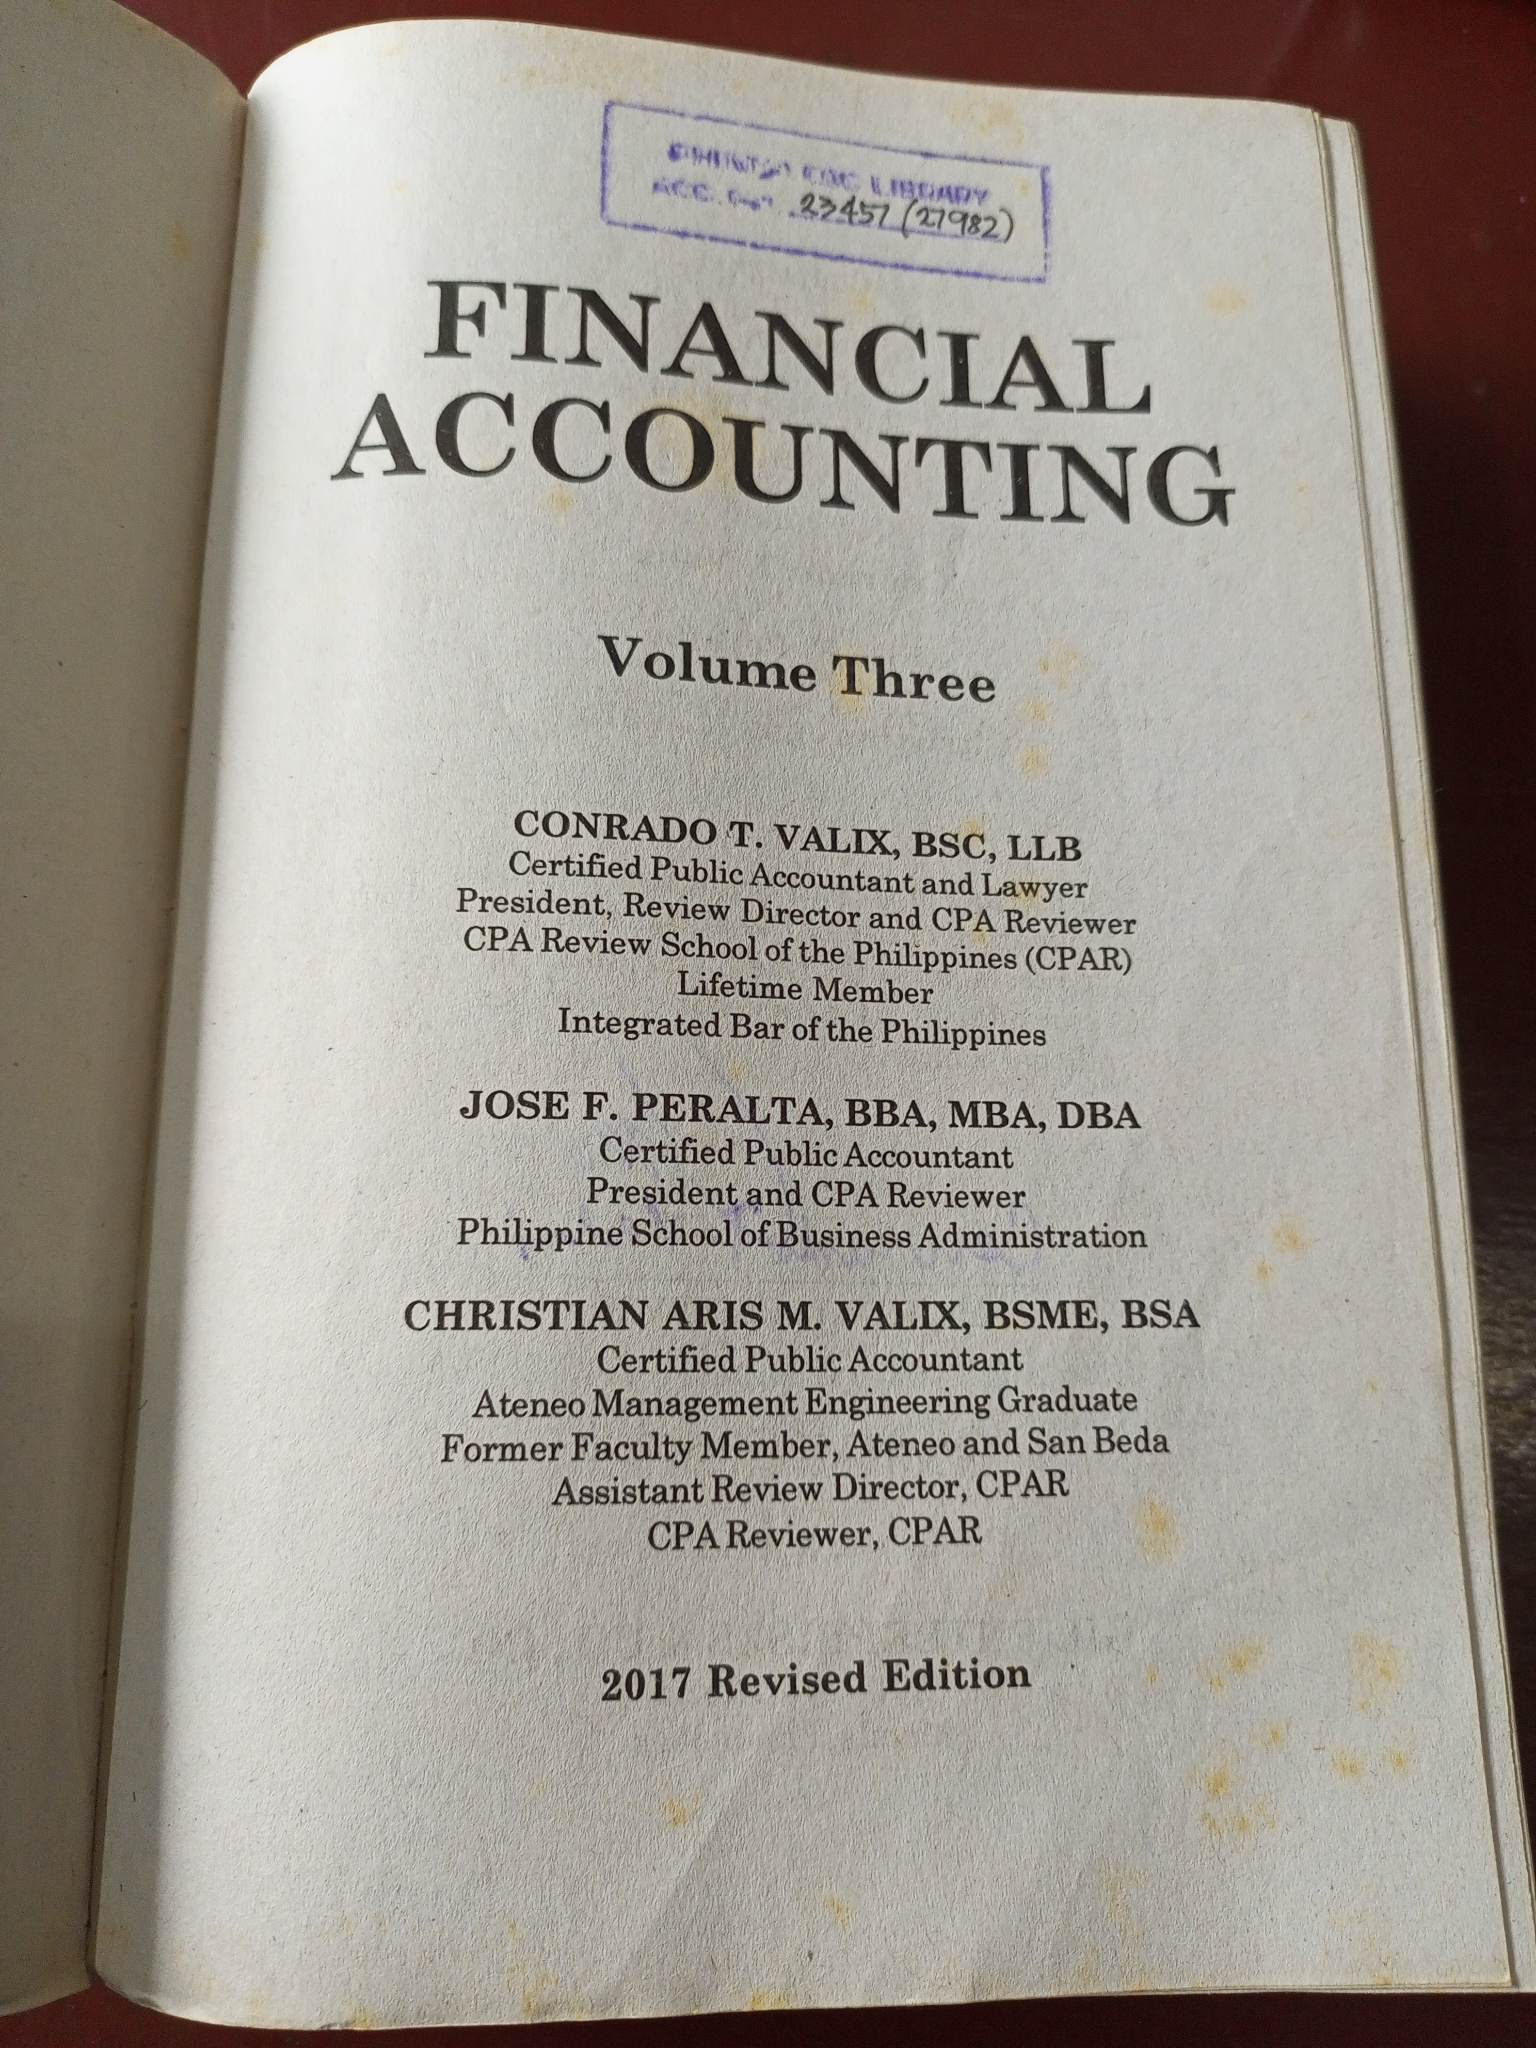 LIBRARY
ACC. 23457 (27982)
FINANCIAL
ACCOUNTING
Volume Three
CONRADO T. VALIX, BSC, LLB
Certified Public Accountant and Lawyer
President, Review Director and CPA Reviewer
CPA Review School of the Philippines (CPAR)
Lifetime Member
Integrated Bar of the Philippines
JOSE F. PERALTA, BBA, MBA, DBA
Certified Public Accountant
President and CPA Reviewer
Philippine School of Business Administration
CHRISTIAN ARIS M. VALIX, BSME, BSA
Certified Public Accountant
Ateneo Management Engineering Graduate
Former Faculty Member, Ateneo and San Beda
Assistant Review Director, CPAR
CPA Reviewer, CPAR
2017 Revised Edition